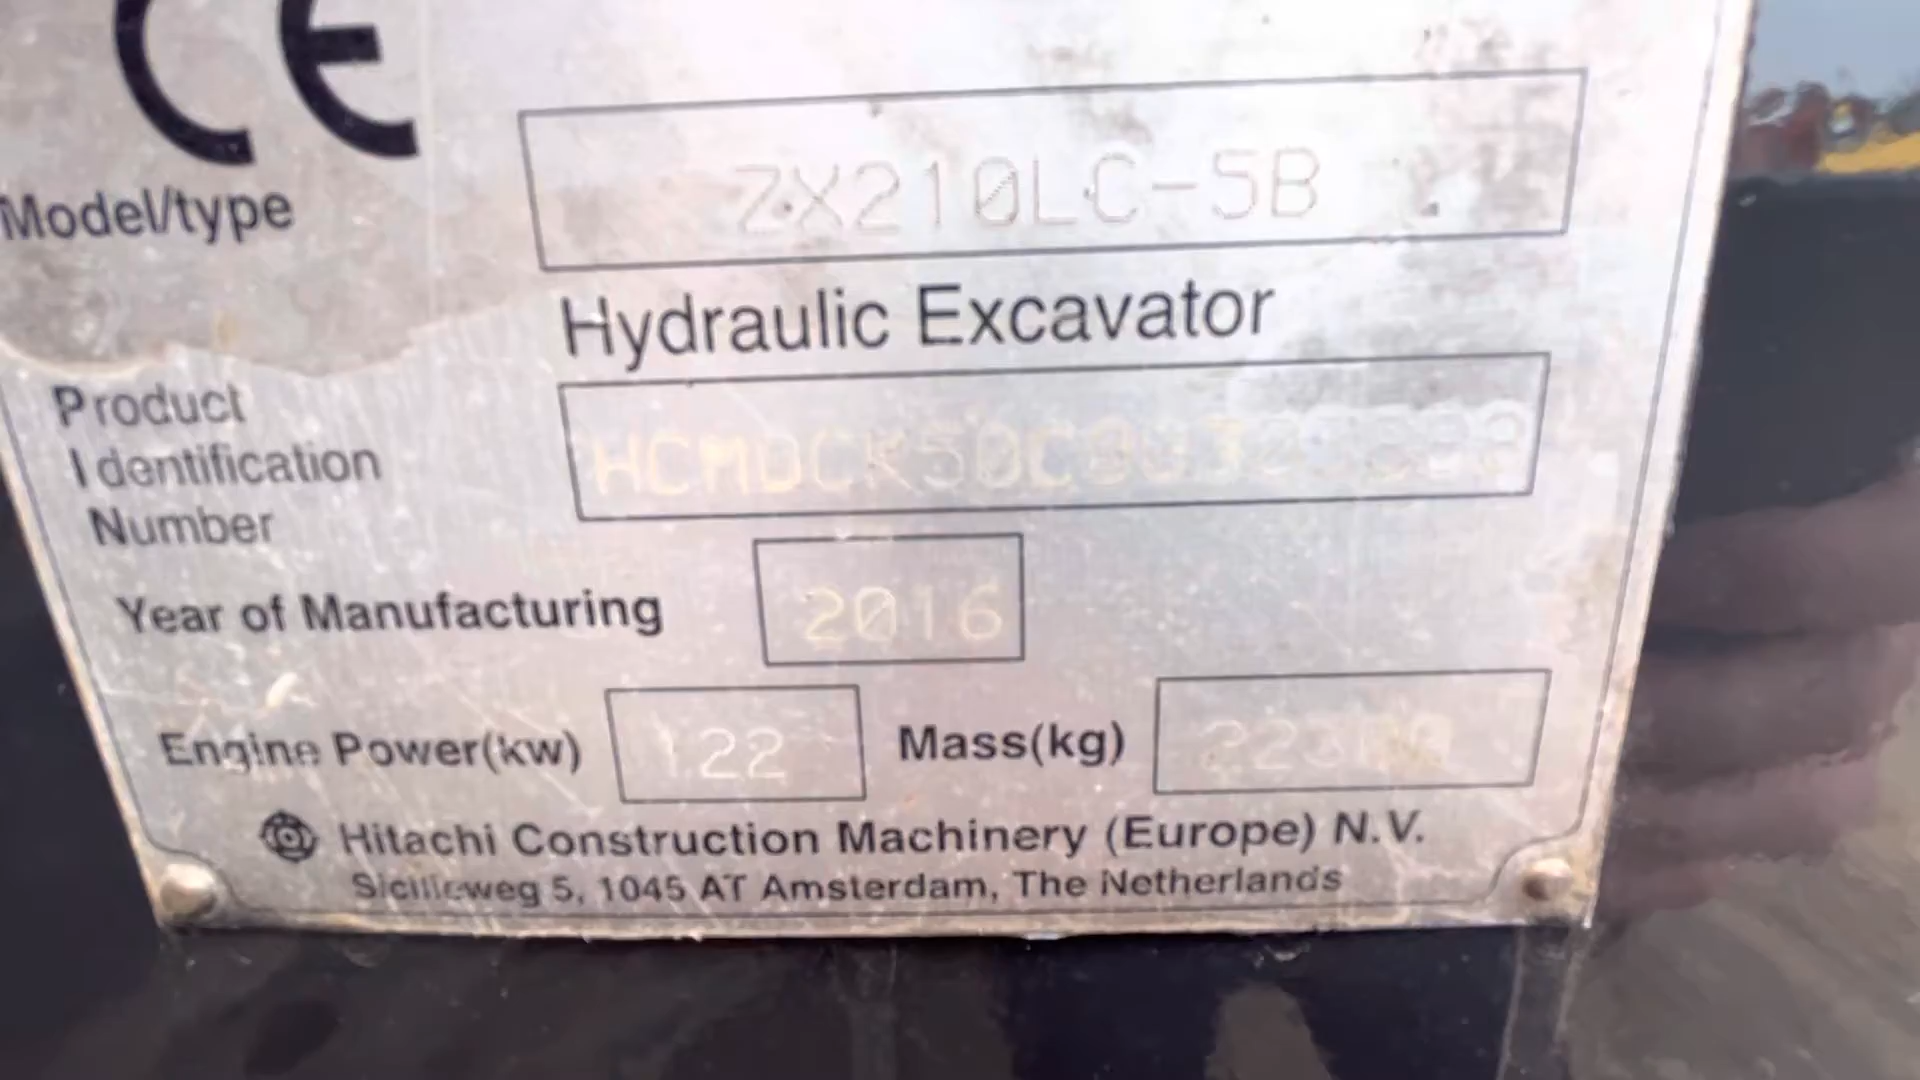 CE
Model/type
ZX210LC-5B
Hydraulic Excavator
Product
Identification
Number
Year of Manufacturing
2016
Engine Power(kw)
122
Mass(kg)
Hitachi Construction Machinery (Europe) N.V.
Sicilieweg 5, 1045 AT Amsterdam, The Netherlands